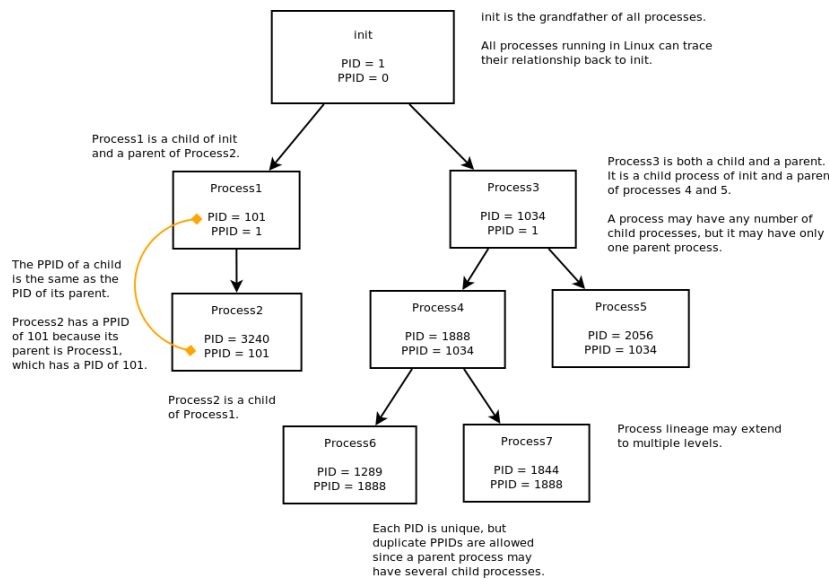 init is the grandfather of all processes.
All processes running in Linux can trace
their relationship back to init.
init
PID = 1
PPID = 0
Process1 is a child of init
and a parent of Process2.
Process1
PID = 101
PPID = 1
Process3
PID = 1034
PPID = 1
Process3 is both a child and a parent.
It is a child process of init and a paren
of processes 4 and 5.
A process may have any number of
child processes, but it may have only
one parent process.
The PPID of a child
is the same as the
PID of its parent.
Process2 has a PPID
of 101 because its
parent is Process1,
which has a PID of 101.
Process2
PID = 3240
PPID = 101
Process2 is a child
of Process1.
Process4
PID = 1888
PPID = 1034
Process5
PID = 2056
PPID = 1034
Process6
PID = 1289
PPID = 1888
Process7
PID = 1844
PPID = 1888
Process lineage may extend
to multiple levels.
Each PID is unique, but
duplicate PPIDs are allowed
since a parent process may
have several child processes.